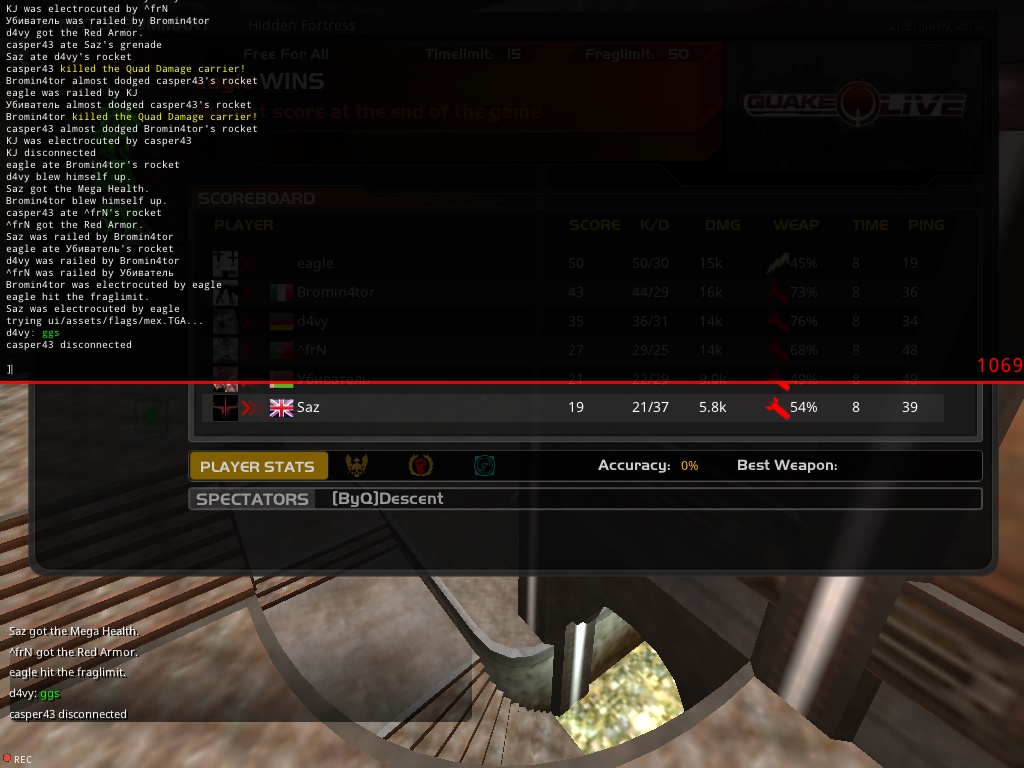 KJ was electrocuted by ^frN
Убиватель was railed by Bromin4tor
d4vy got the Red Armor.
casper43 ate Saz's grenade
Saz ate d4vy's rocket
casper43 killed the Quad Damage carrier!
Bromin4tor almost dodged casper43's rocket
eagle was railed by KJ
Убиватель almost dodged casper43's rocket
Bromin4tor killed the Quad Damage carrier!
casper43 almost dodged Bromin4tor's rocket
KJ was electrocuted by casper43
KJ disconnected
eagle ate Bromin4tor's rocket
d4vy blew himself up.
Saz got the Mega Health.
Bromin4tor blew himself up.
casper43 ate ^frN's rocket
^frN got the Red Armor.
Saz was railed by Bromin4tor
eagle ate Убиватель's rocket
d4vy was railed by Bromin4tor
^frN was railed by Убиватель
Bromin4tor was electrocuted by eagle
eagle hit the fraglimit.
Saz was electrocuted by eagle
trying ui/assets/flags/mex.TGA...
d4vy: ggs
casper43 disconnected
]
1069
Hidden Fortress
Free For All Timelimit: 15 Fraglimit: 50
WINS
score at the end of the game
QUAKE LIVE
SCOREBOARD
PLAYER SCORE K/D DMG WEAP TIME PING
eagle 50 50/30 15k 45% 8 19
Bromin4tor 43 44/29 16k 73% 8 36
d4vy 35 36/31 14k 76% 8 34
^frN 27 29/25 14k 68% 8 48
Убиватель 21 22/29 9.0k 49% 8 49
Saz 19 21/37 5.8k 54% 8 39
PLAYER STATS Accuracy: 0% Best Weapon:
SPECTATORS [ByQ]Descent
Saz got the Mega Health.
^frN got the Red Armor.
eagle hit the fraglimit.
d4vy: ggs
casper43 disconnected
REC